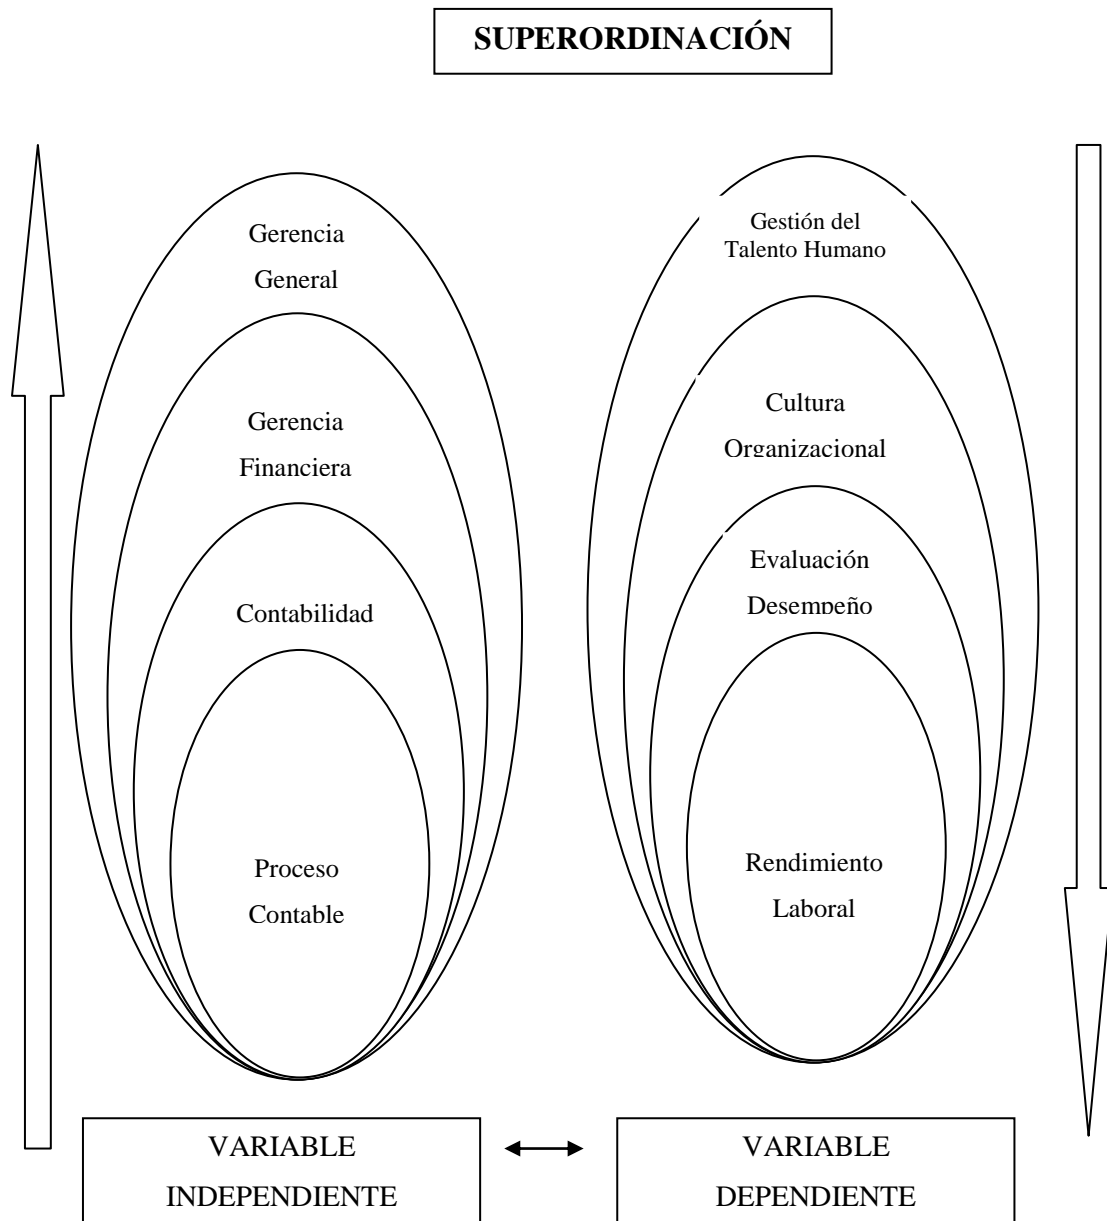 SUPERORDINACIÓN
Gerencia
General
Gerencia
Financiera
Contabilidad
Proceso
Contable
Gestión del
Talento Humano
Cultura
Organizacional
Evaluación
Desempeño
Rendimiento
Laboral
VARIABLE
INDEPENDIENTE
VARIABLE
DEPENDIENTE